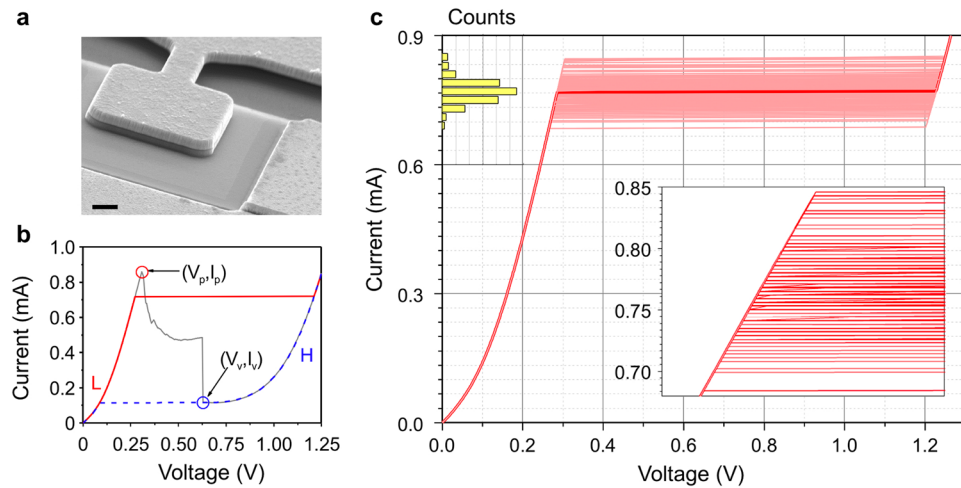 a
b
Current (mA)
1.0
0.8
0.6
0.4
0.2
0
(Vp,Ip)
(Vv,Iv)
L
H
0
0.25
0.50
0.75
1.00
1.25
Voltage (V)
c
Counts
Current (mA)
0.9
0.6
0.3
0.0
0.85
0.80
0.75
0.70
0.0
0.2
0.4
0.6
0.8
1.0
1.2
Voltage (V)